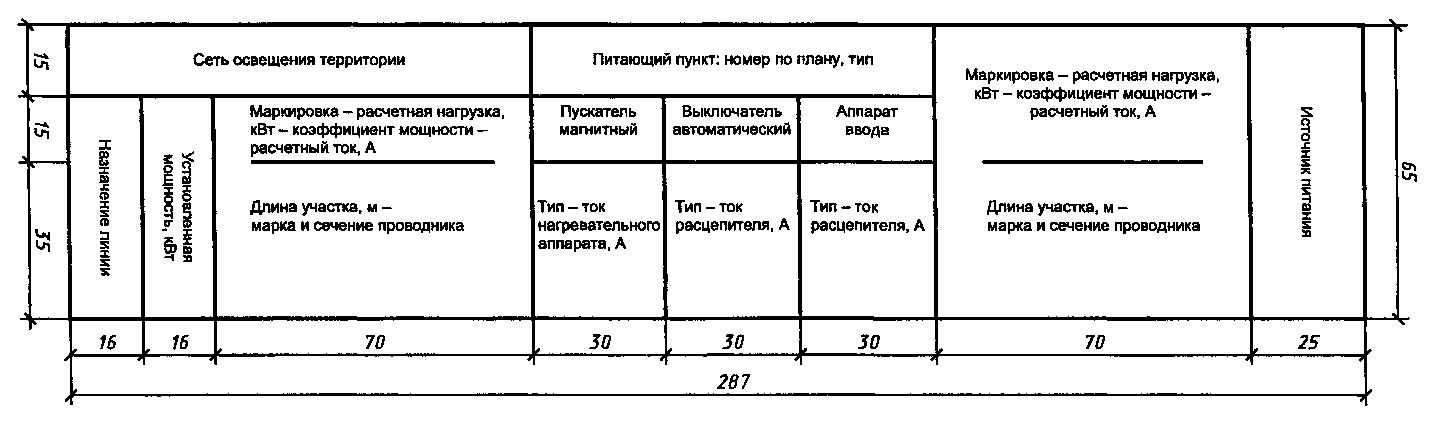 Сеть освещения территории
Питающий пункт: номер по плану, тип
Маркировка – расчетная нагрузка,
кВт – коэффициент мощности –
расчетный ток, А
Длина участка, м –
марка и сечение проводника
Источник питания
Назначение линии
Установленная
мощность, кВт
Маркировка – расчетная нагрузка,
кВт – коэффициент мощности –
расчетный ток, А
Длина участка, м –
марка и сечение проводника
Пускатель
магнитный
Выключатель
автоматический
Аппарат
ввода
Тип – ток
нагревательного
аппарата, А
Тип – ток
расцепителя, А
Тип – ток
расцепителя, А
15
15
35
65
16
16
70
30
30
30
70
25
287